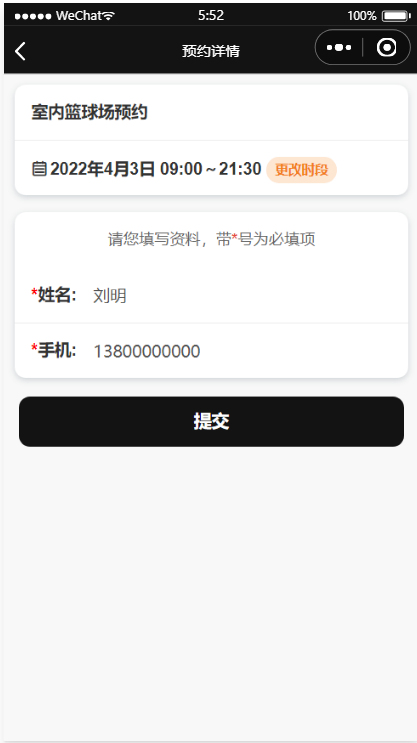 WeChat 5:52 100%
预约详情
室内篮球场预约
2022年4月3日 09:00～21:30 更改时段
请您填写资料，带*号为必填项
*姓名: 刘明
*手机: 13800000000
提交